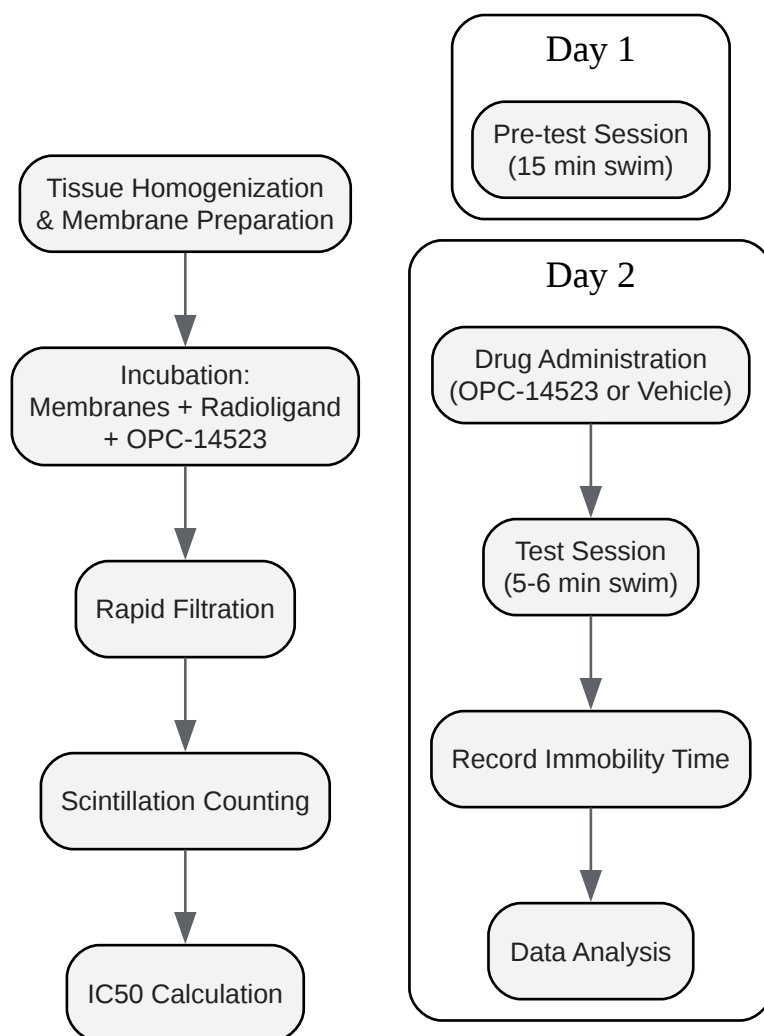 Tissue Homogenization
& Membrane Preparation
Incubation:
Membranes + Radioligand
+ OPC-14523
Rapid Filtration
Scintillation Counting
IC50 Calculation
Day 1
Pre-test Session
(15 min swim)
Day 2
Drug Administration
(OPC-14523 or Vehicle)
Test Session
(5-6 min swim)
Record Immobility Time
Data Analysis